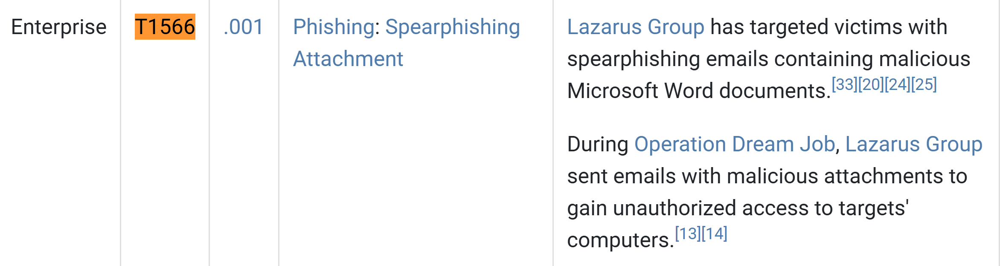 Enterprise
T1566
.001
Phishing: Spearphishing
Attachment
Lazarus Group has targeted victims with
spearphishing emails containing malicious
Microsoft Word documents.[33][20][24][25]
During Operation Dream Job, Lazarus Group
sent emails with malicious attachments to
gain unauthorized access to targets'
computers.[13][14]